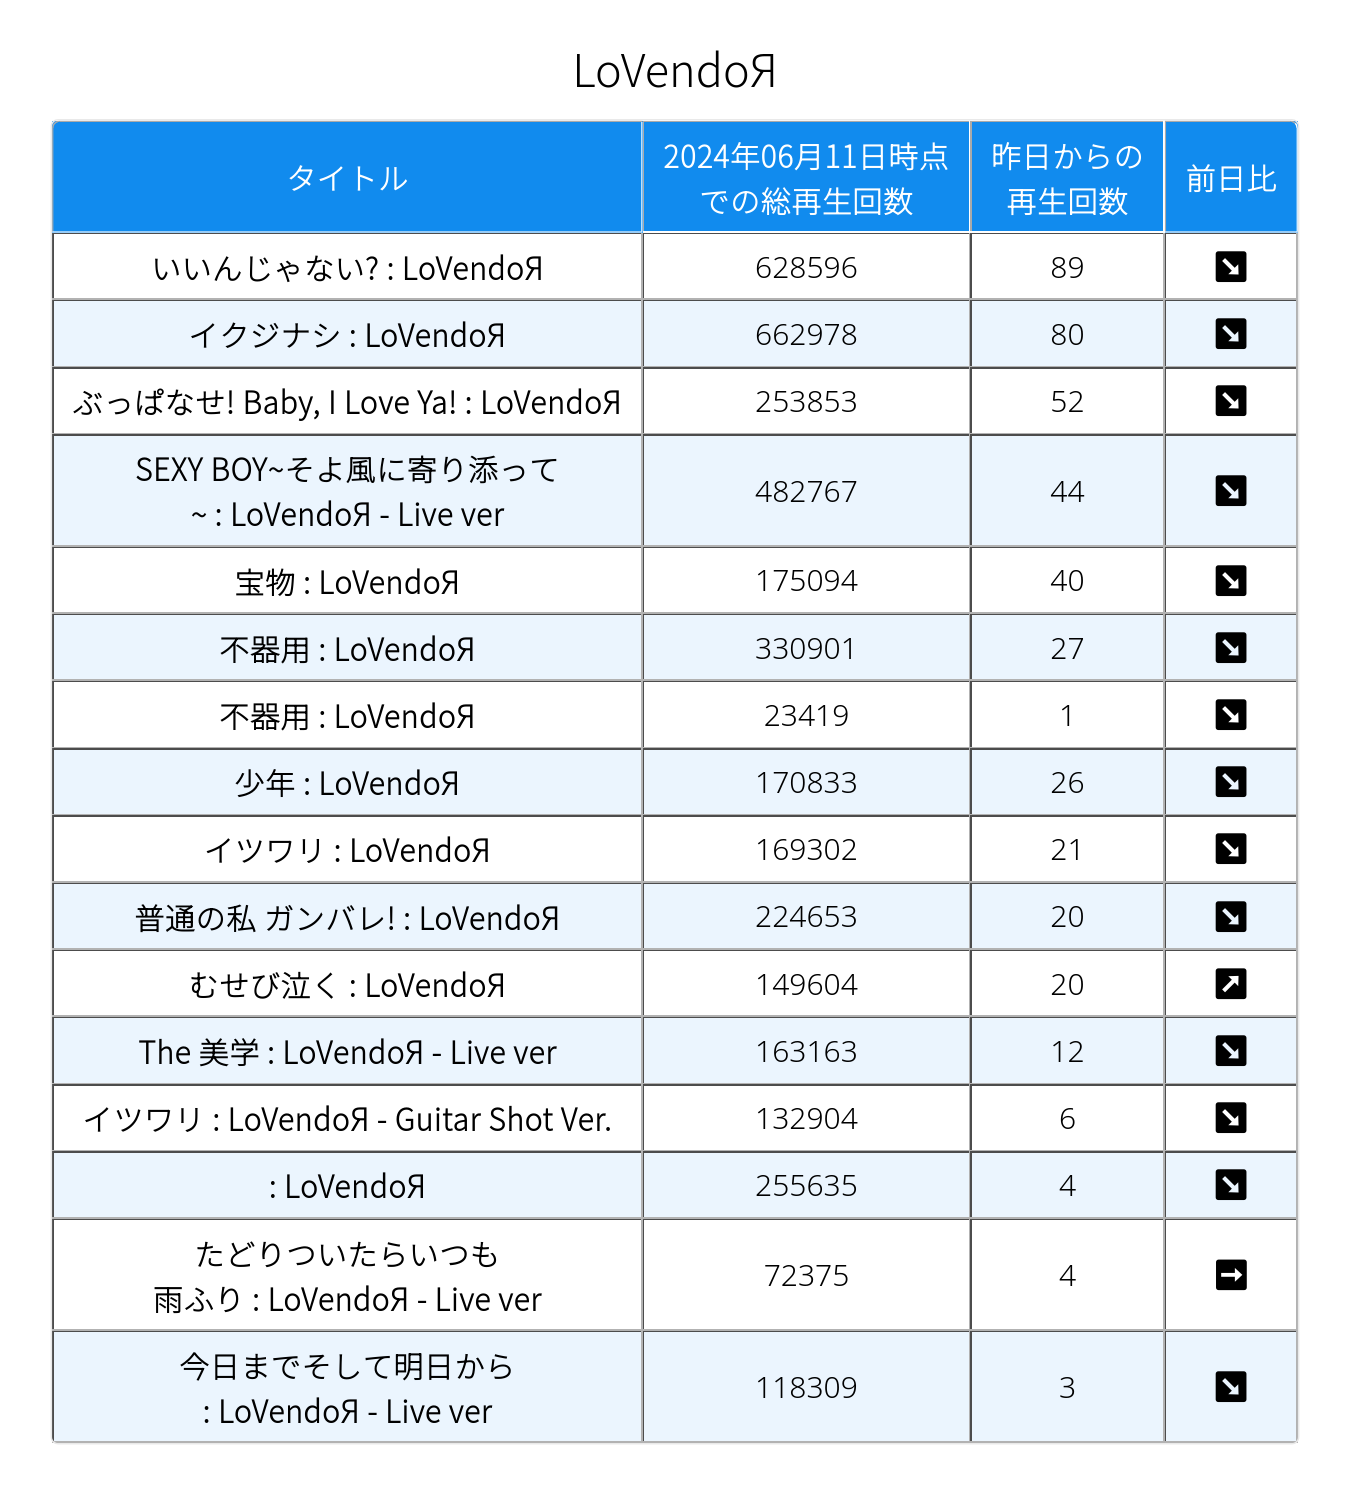 LoVendoЯ
タイトル
2024年06月11日時点
での総再生回数
昨日からの
再生回数
前日比
いいんじゃない? : LoVendoЯ 628596 89
イクジナシ : LoVendoЯ 662978 80
ぶっぱなせ! Baby, I Love Ya! : LoVendoЯ 253853 52
SEXY BOY~そよ風に寄り添って
~ : LoVendoЯ - Live ver 482767 44
宝物 : LoVendoЯ 175094 40
不器用 : LoVendoЯ 330901 27
不器用 : LoVendoЯ 23419 1
少年 : LoVendoЯ 170833 26
イツワリ : LoVendoЯ 169302 21
普通の私 ガンバレ! : LoVendoЯ 224653 20
むせび泣く : LoVendoЯ 149604 20
The 美学 : LoVendoЯ - Live ver 163163 12
イツワリ : LoVendoЯ - Guitar Shot Ver. 132904 6
: LoVendoЯ 255635 4
たどりついたらいつも
雨ふり : LoVendoЯ - Live ver 72375 4
今日までそして明日から
: LoVendoЯ - Live ver 118309 3